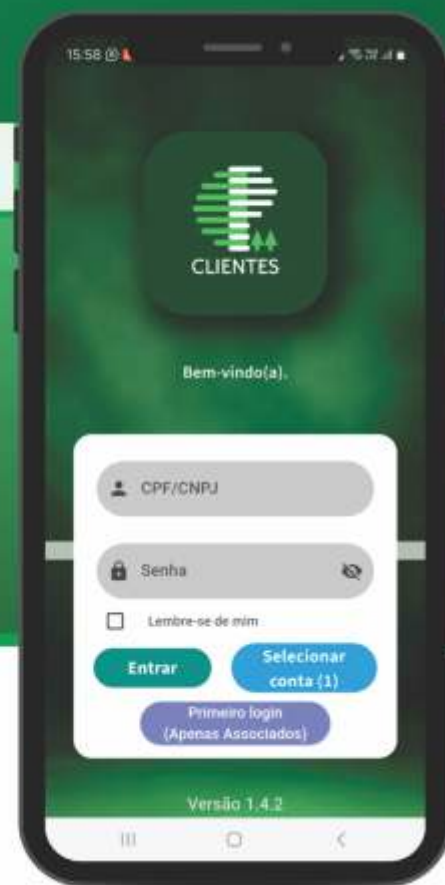 15:58
CLIENTES
Bem-vindo(a).
CPF/CNPJ
Senha
Lembre-se de mim
Entrar
Selecionar
conta (1)
Primeiro login
(Apenas Associados)
Versão 1.4.2